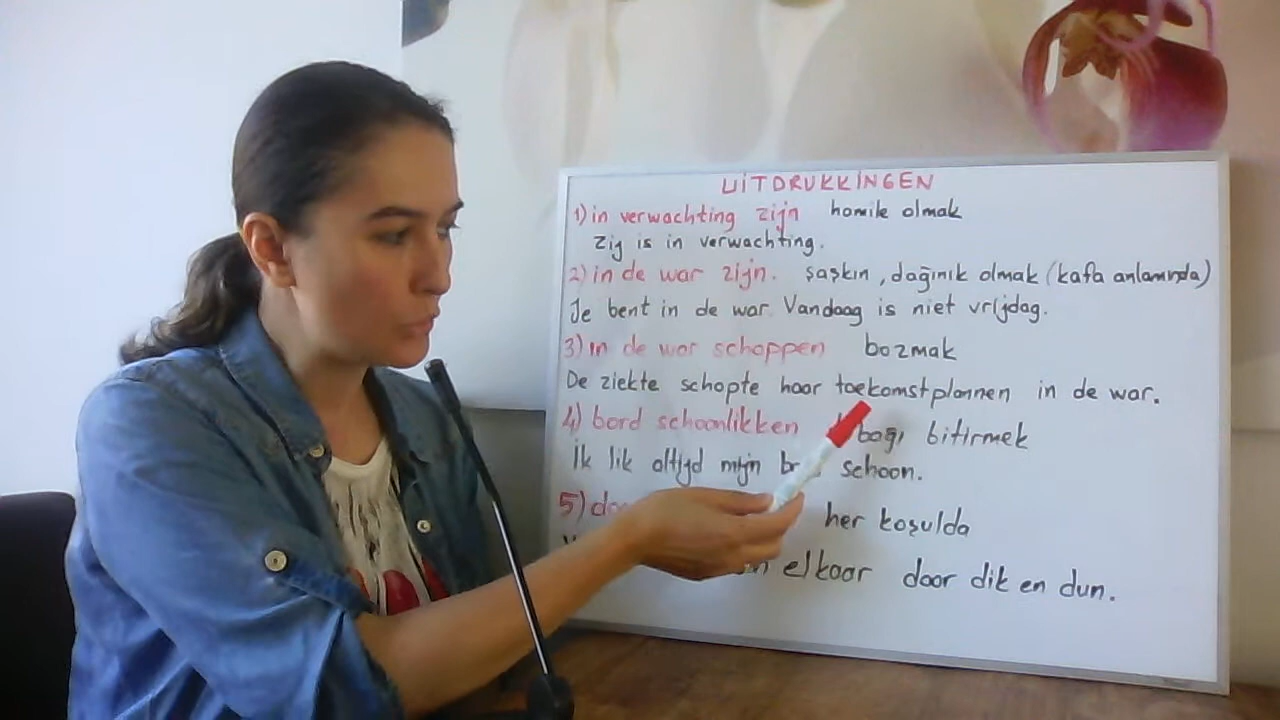 UİTDRUKKİNGEN
1) in verwachting zijn hamile olmak
Zij is in verwachting.
2) in de war zijn. şaşkın, dağınık olmak (kafa anlamında)
Je bent in de war. Vandaag is niet vrijdag.
3) in de war schoppen bozmak
De ziekte schopte haar toekomstplannen in de war.
4) bord schoonlikken bitirmek
İk lik altijd mijn schoon.
5) her koşulda
elkaar door dik en dun.